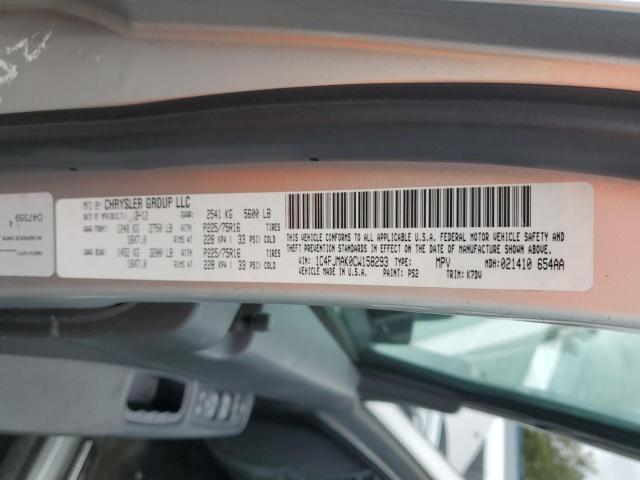 MFD BY CHRYSLER GROUP LLC
DATE OF MFR/BUILT: 2-12 GVWR: 2541 KG 5600 LB
GAWR FRONT: 1248 KG 2750 LB P225/75R16 TIRES
16X7.0 RIMS AT 228 KPA ( 33 PSI) COLD
GAWR REAR: 1452 KG 3200 LB P225/75R16 TIRES
16X7.0 RIMS AT 228 KPA ( 33 PSI) COLD
THIS VEHICLE CONFORMS TO ALL APPLICABLE U.S.A. FEDERAL MOTOR VEHICLE SAFETY AND
THEFT PREVENTION STANDARDS IN EFFECT ON THE DATE OF MANUFACTURE SHOWN ABOVE.
VIN: 1C4FJMAK0CW158293 TYPE: MPV MDH: 021410 654AA
VEHICLE MADE IN U.S.A. PAINT: PS2 TRIM: K7DV
D47359